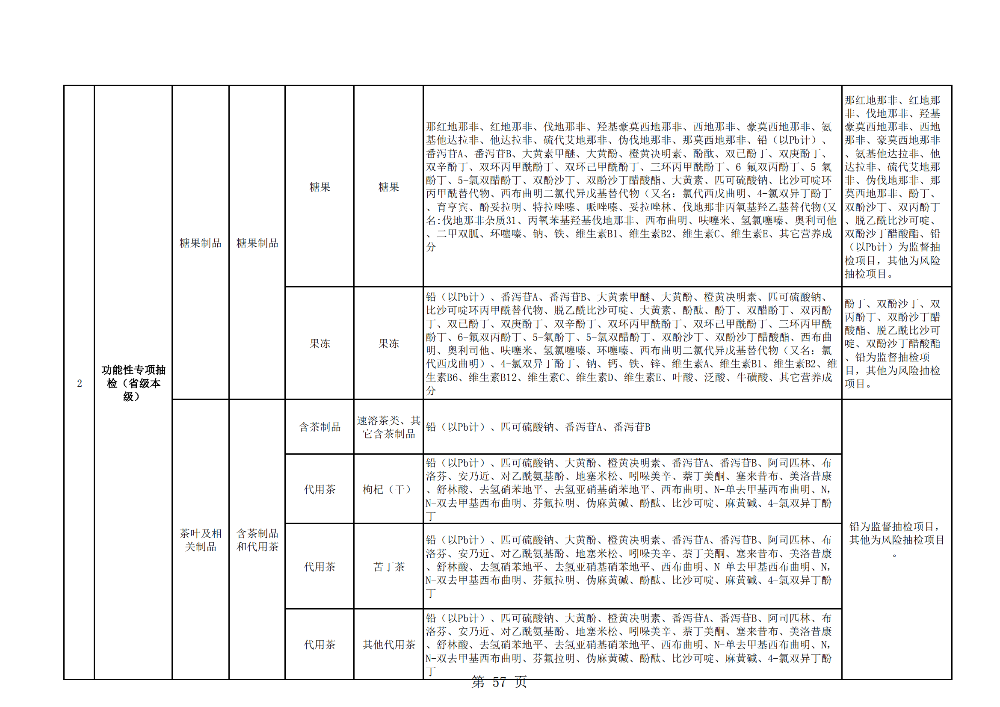 2
功能性专项抽
检（省级本
级）
糖果制品
糖果制品
糖果
糖果
那红地那非、红地那非、伐地那非、羟基豪莫西地那非、西地那非、豪莫西地那非、氨
基他达拉非、他达拉非、硫代艾地那非、伪伐地那非、那莫西地那非、铅（以Pb计）、
番泻苷A、番泻苷B、大黄素甲醚、大黄酚、橙黄决明素、酚酞、双已酚丁、双庚酚丁、
双辛酚丁、双环丙甲酰酚丁、双环己甲酰酚丁、三环丙甲酰酚丁、6-氟双丙酚丁、5-氣
酚丁、5-氯双醋酚丁、双酚沙丁、双酚沙丁醋酸酯、大黄素、匹可硫酸钠、比沙可啶环
丙甲酰替代物、西布曲明二氯代异戊基替代物（又名：氯代西戊曲明、4-氯双异丁酚丁
、育亨宾、酚妥拉明、特拉唑嗪、哌唑嗪、妥拉唑林、伐地那非丙氧基羟乙基替代物(又
名:伐地那非杂质31、丙氧苯基羟基伐地那非、西布曲明、呋噻米、氢氯噻嗪、奥利司他
、二甲双胍、环噻嗪、钠、铁、维生素B1、维生素B2、维生素C、维生素E、其它营养成
分
那红地那非、红地那
非、伐地那非、羟基
豪莫西地那非、西地
那非、豪莫西地那非
、氨基他达拉非、他
达拉非、硫代艾地那
非、伪伐地那非、那
莫西地那非、酚丁、
双酚沙丁、双丙酚丁
、脱乙酰比沙可啶、
双酚沙丁醋酸酯、铅
（以Pb计）为监督抽
检项目，其他为风险
抽检项目。
果冻
果冻
铅（以Pb计）、番泻苷A、番泻苷B、大黄素甲醚、大黄酚、橙黄决明素、匹可硫酸钠、
比沙可啶环丙甲酰替代物、脱乙酰比沙可啶、大黄素、酚酞、酚丁、双醋酚丁、双丙酚
丁、双已酚丁、双庚酚丁、双辛酚丁、双环丙甲酰酚丁、双环己甲酰酚丁、三环丙甲酰
酚丁、6-氟双丙酚丁、5-氣酚丁、5-氯双醋酚丁、双酚沙丁、双酚沙丁醋酸酯、西布曲
明、奥利司他、呋噻米、氢氯噻嗪、环噻嗪、西布曲明二氯代异戊基替代物（又名：氯
代西戊曲明）、4-氯双异丁酚丁、钠、钙、铁、锌、维生素A、维生素B1、维生素B2、维
生素B6、维生素B12、维生素C、维生素D、维生素E、叶酸、泛酸、牛磺酸、其它营养成
分
酚丁、双酚沙丁、双
丙酚丁、双酚沙丁醋
酸酯、脱乙酰比沙可
啶、双酚沙丁醋酸酯
、铅为监督抽检项
目，其他为风险抽检
项目。
茶叶及相
关制品
含茶制品
和代用茶
含茶制品
速溶茶类、其
它含茶制品
铅（以Pb计）、匹可硫酸钠、番泻苷A、番泻苷B
代用茶
枸杞（干）
铅（以Pb计）、匹可硫酸钠、大黄酚、橙黄决明素、番泻苷A、番泻苷B、阿司匹林、布
洛芬、安乃近、对乙酰氨基酚、地塞米松、吲哚美辛、萘丁美酮、塞来昔布、美洛昔康
、舒林酸、去氢硝苯地平、去氢亚硝基硝苯地平、西布曲明、N-单去甲基西布曲明、N，
N-双去甲基西布曲明、芬氟拉明、伪麻黄碱、酚酞、比沙可啶、麻黄碱、4-氯双异丁酚
丁
代用茶
苦丁茶
铅（以Pb计）、匹可硫酸钠、大黄酚、橙黄决明素、番泻苷A、番泻苷B、阿司匹林、布
洛芬、安乃近、对乙酰氨基酚、地塞米松、吲哚美辛、萘丁美酮、塞来昔布、美洛昔康
、舒林酸、去氢硝苯地平、去氢亚硝基硝苯地平、西布曲明、N-单去甲基西布曲明、N，
N-双去甲基西布曲明、芬氟拉明、伪麻黄碱、酚酞、比沙可啶、麻黄碱、4-氯双异丁酚
丁
代用茶
其他代用茶
铅（以Pb计）、匹可硫酸钠、大黄酚、橙黄决明素、番泻苷A、番泻苷B、阿司匹林、布
洛芬、安乃近、对乙酰氨基酚、地塞米松、吲哚美辛、萘丁美酮、塞来昔布、美洛昔康
、舒林酸、去氢硝苯地平、去氢亚硝基硝苯地平、西布曲明、N-单去甲基西布曲明、N，
N-双去甲基西布曲明、芬氟拉明、伪麻黄碱、酚酞、比沙可啶、麻黄碱、4-氯双异丁酚
丁
铅为监督抽检项目，
其他为风险抽检项目
。
第 57 页